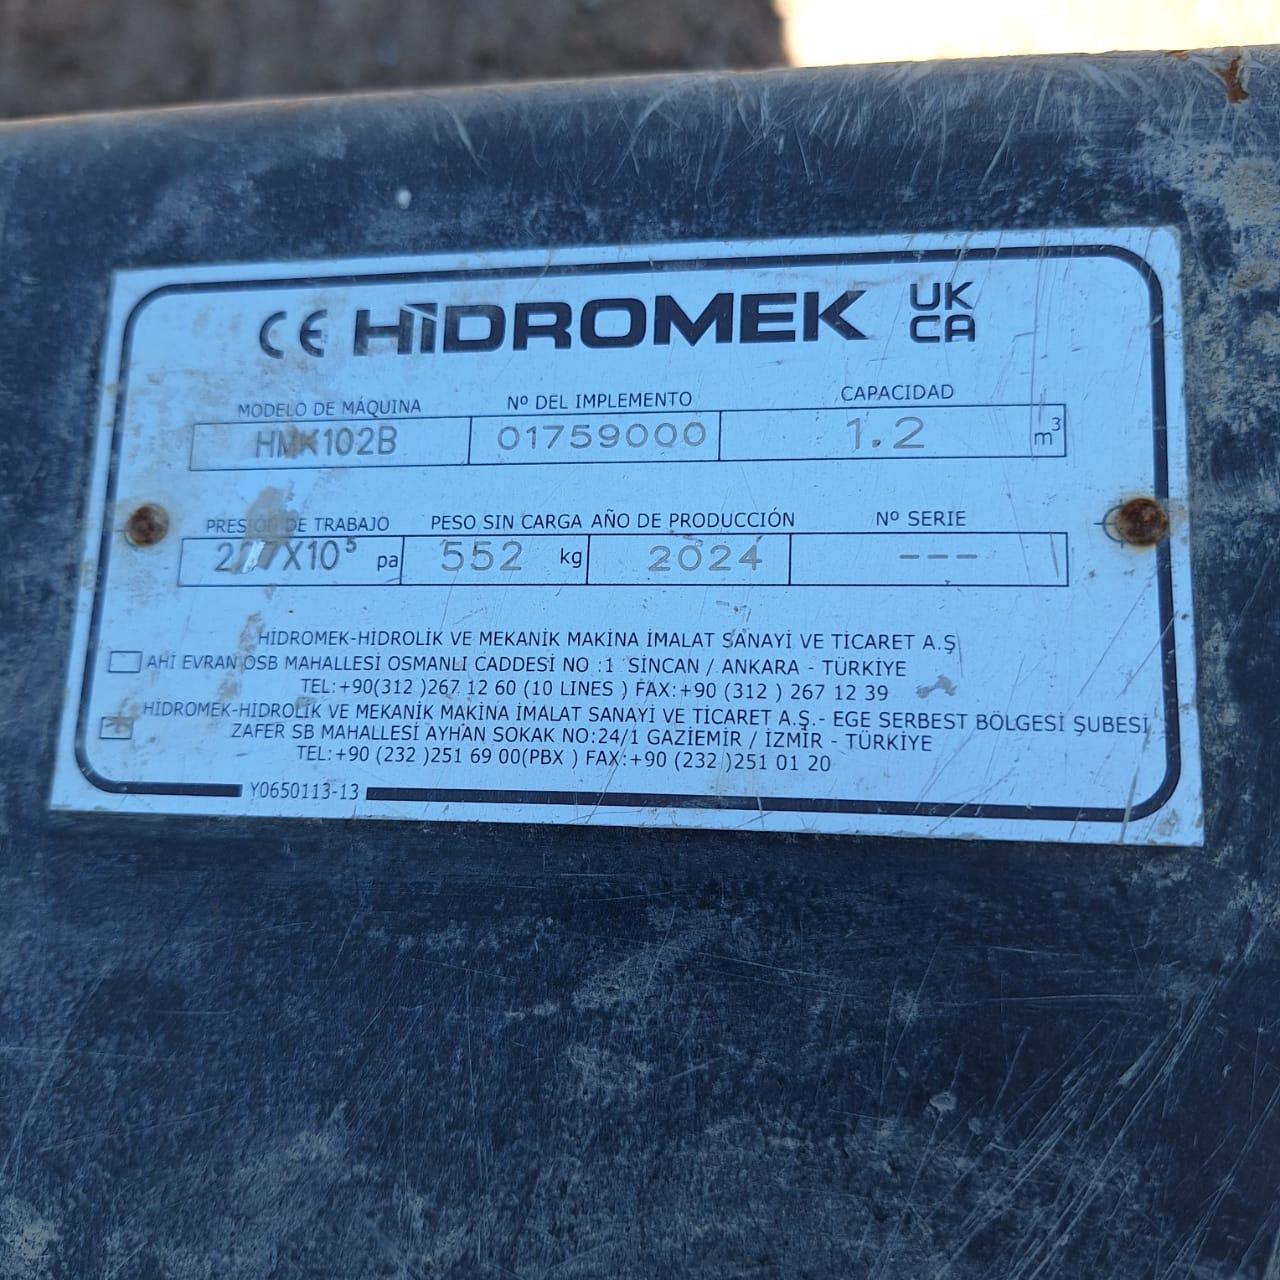 CE HİDROMEK UK CA
MODELO DE MÁQUINA Nº DEL IMPLEMENTO CAPACIDAD
HMK102B 01759000 1.2 m³
PRESIÓN DE TRABAJO PESO SIN CARGA AÑO DE PRODUCCIÓN Nº SERIE
227X10⁵ pa 552 kg 2024 ---
HİDROMEK-HİDROLİK VE MEKANİK MAKİNA İMALAT SANAYİ VE TİCARET A.Ş
AHİ EVRAN OSB MAHALLESİ OSMANLI CADDESİ NO :1 SİNCAN / ANKARA - TÜRKİYE
TEL:+90(312 )267 12 60 (10 LINES ) FAX:+90 (312 ) 267 12 39
HİDROMEK-HİDROLİK VE MEKANİK MAKİNA İMALAT SANAYİ VE TİCARET A.Ş.- EGE SERBEST BÖLGESİ ŞUBESİ
ZAFER SB MAHALLESİ AYHAN SOKAK NO:24/1 GAZİEMİR / İZMİR - TÜRKİYE
TEL:+90 (232 )251 69 00(PBX ) FAX:+90 (232 )251 01 20
Y0650113-13